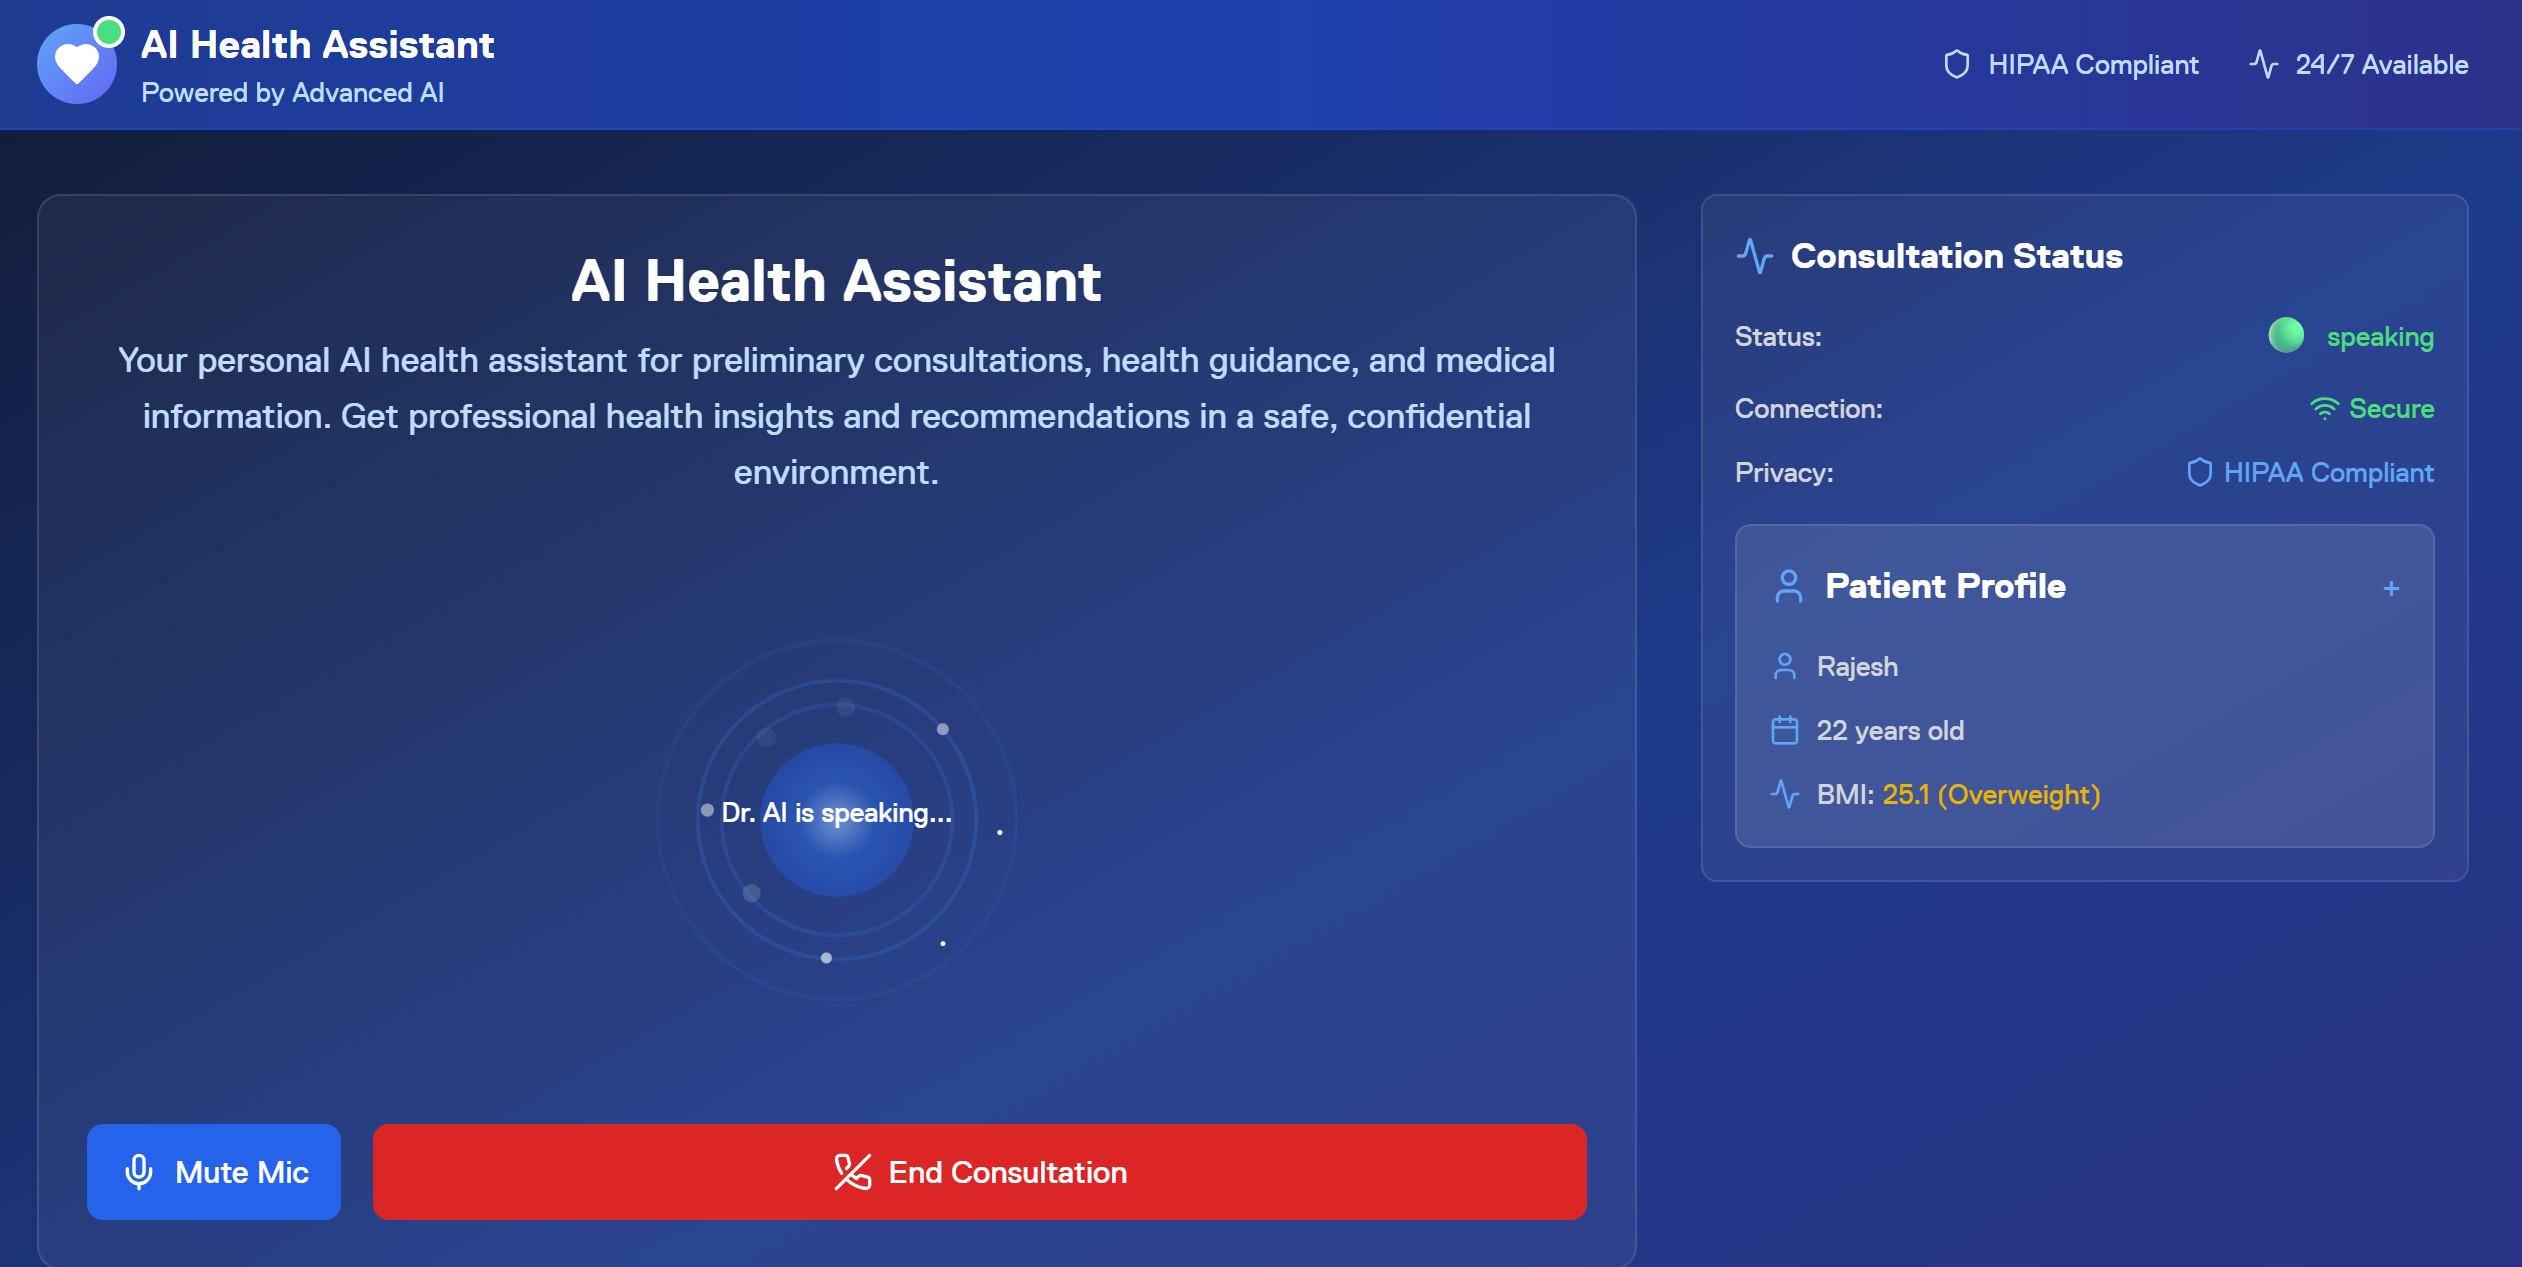 AI Health Assistant
Powered by Advanced AI
HIPAA Compliant
24/7 Available
AI Health Assistant
Your personal AI health assistant for preliminary consultations, health guidance, and medical
information. Get professional health insights and recommendations in a safe, confidential
environment.
Dr. AI is speaking...
Mute Mic
End Consultation
Consultation Status
Status: speaking
Connection: Secure
Privacy: HIPAA Compliant
Patient Profile +
Rajesh
22 years old
BMI: 25.1 (Overweight)